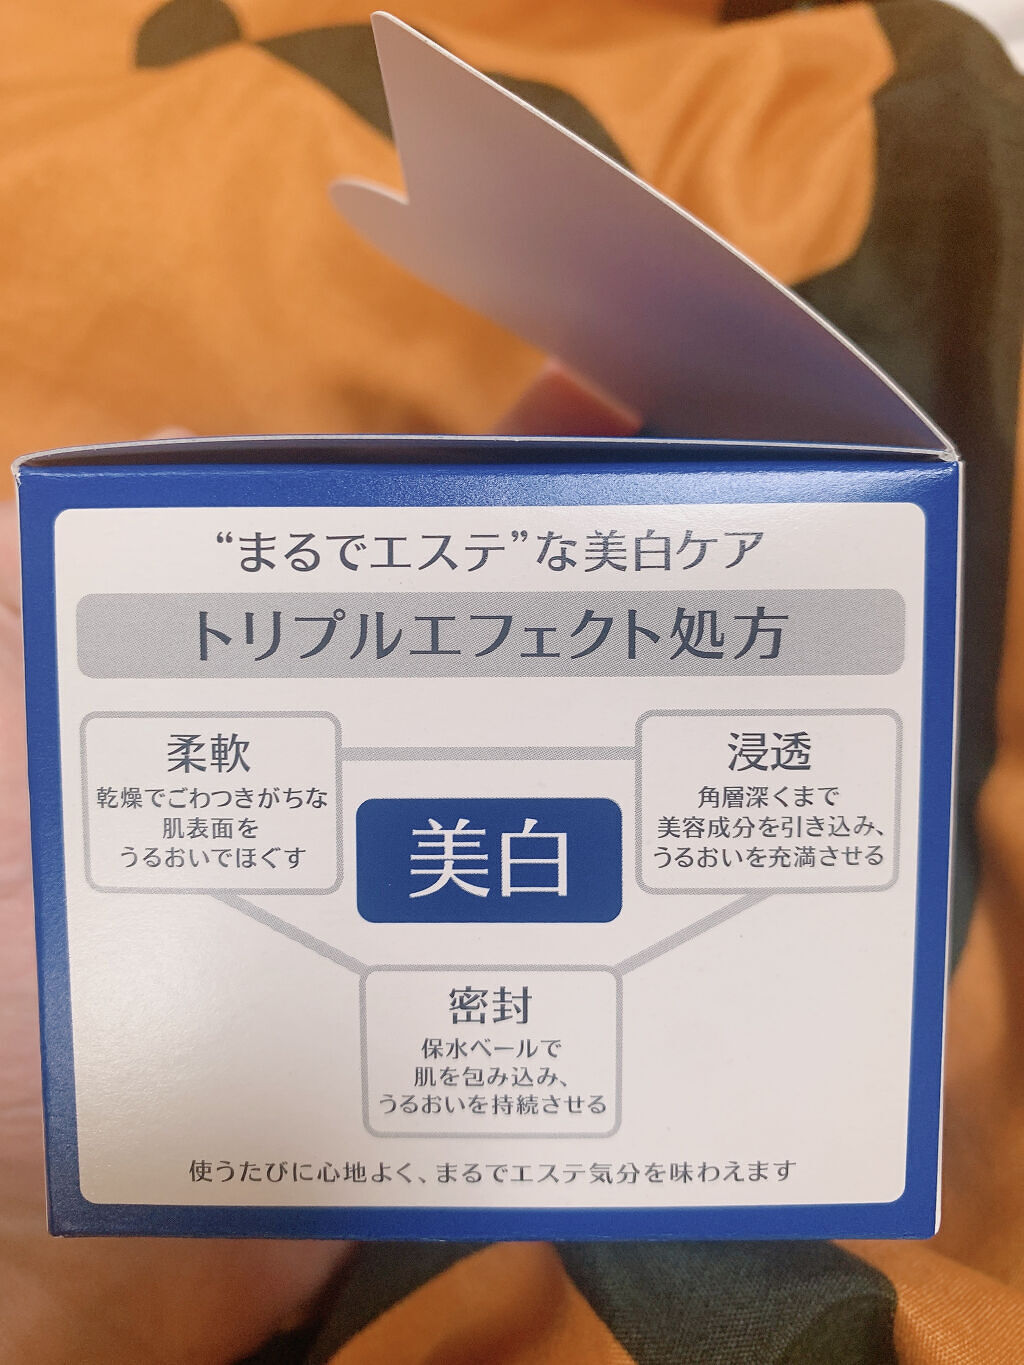 “まるでエステ”な美白ケア
トリプルエフェクト処方
柔軟
乾燥でごわつきがちな
肌表面を
うるおいでほぐす
浸透
角層深くまで
美容成分を引き込み、
うるおいを充満させる
美白
密封
保水ベールで
肌を包み込み、
うるおいを持続させる
使うたびに心地よく、まるでエステ気分を味わえます